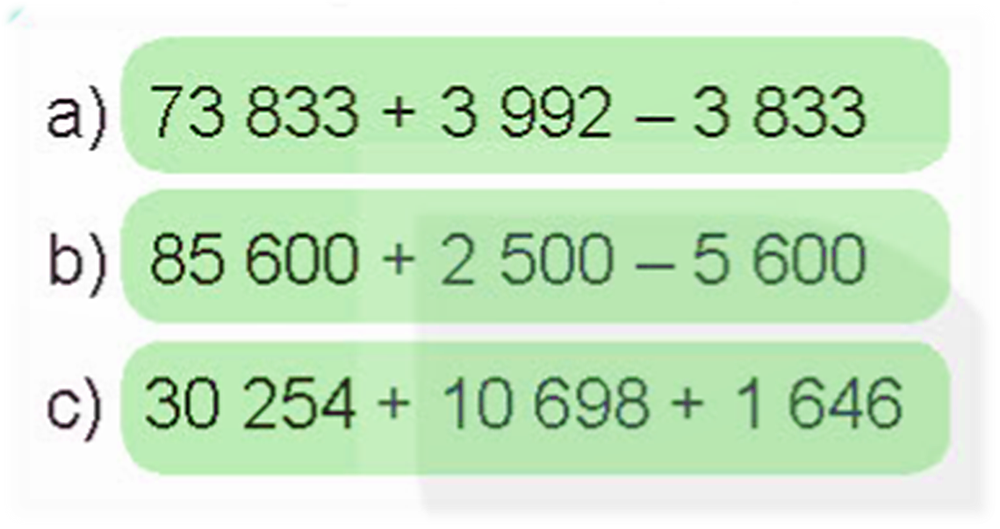 a) 73 833 + 3 992 – 3 833
b) 85 600 + 2 500 – 5 600
c) 30 254 + 10 698 + 1 646